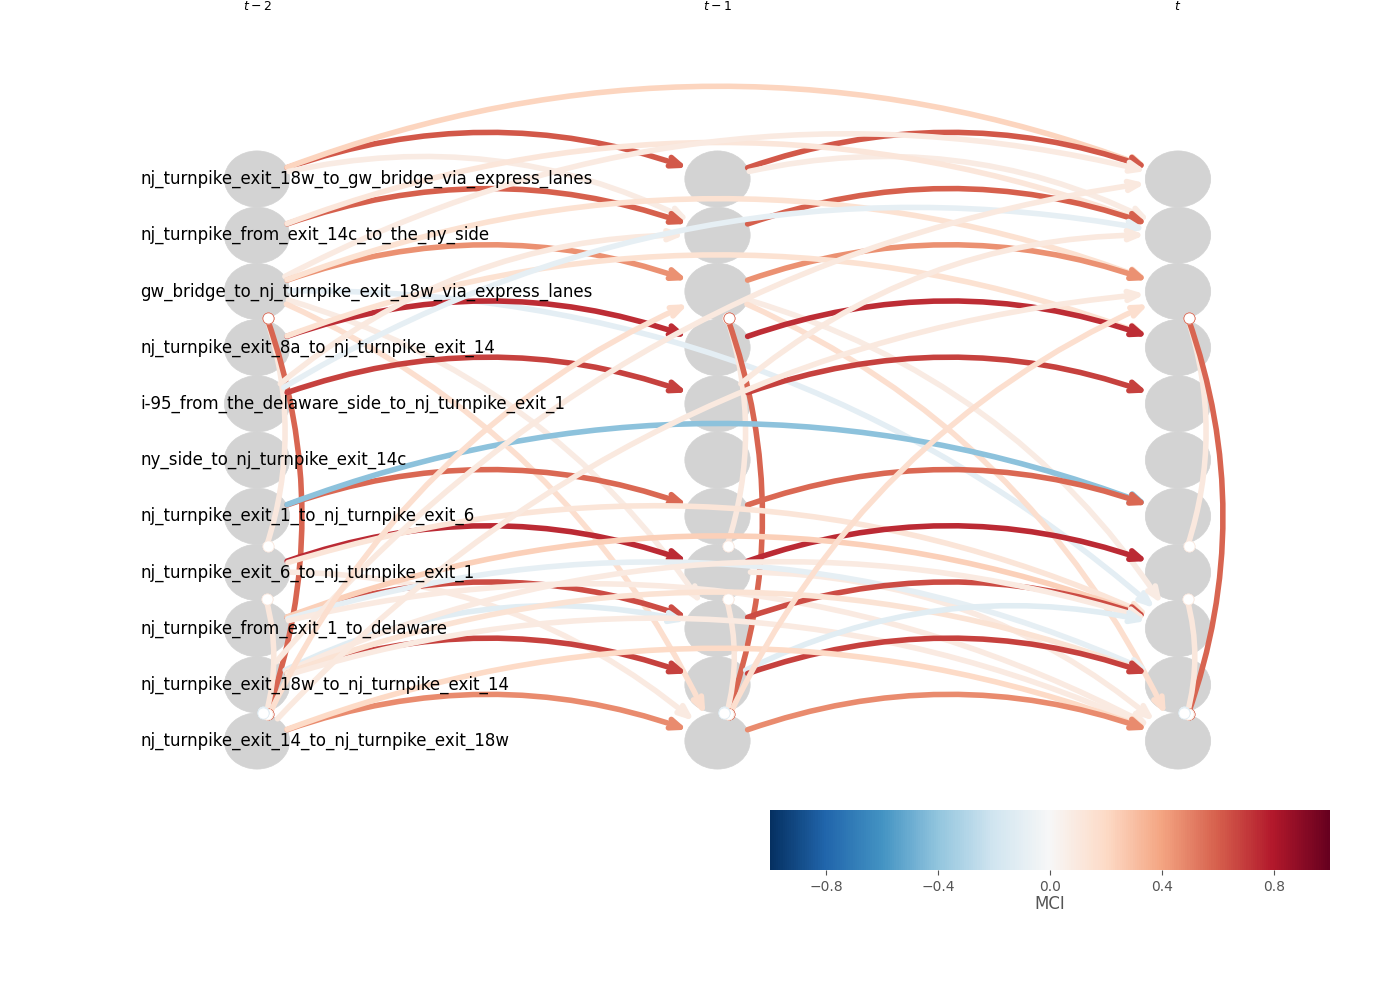 t − 2 t − 1 t
nj_turnpike_exit_18w_to_gw_bridge_via_express_lanes
nj_turnpike_from_exit_14c_to_the_ny_side
gw_bridge_to_nj_turnpike_exit_18w_via_express_lanes
nj_turnpike_exit_8a_to_nj_turnpike_exit_14
i-95_from_the_delaware_side_to_nj_turnpike_exit_1
ny_side_to_nj_turnpike_exit_14c
nj_turnpike_exit_1_to_nj_turnpike_exit_6
nj_turnpike_exit_6_to_nj_turnpike_exit_1
nj_turnpike_from_exit_1_to_delaware
nj_turnpike_exit_18w_to_nj_turnpike_exit_14
nj_turnpike_exit_14_to_nj_turnpike_exit_18w
−0.8 −0.4 0.0 0.4 0.8
MCI